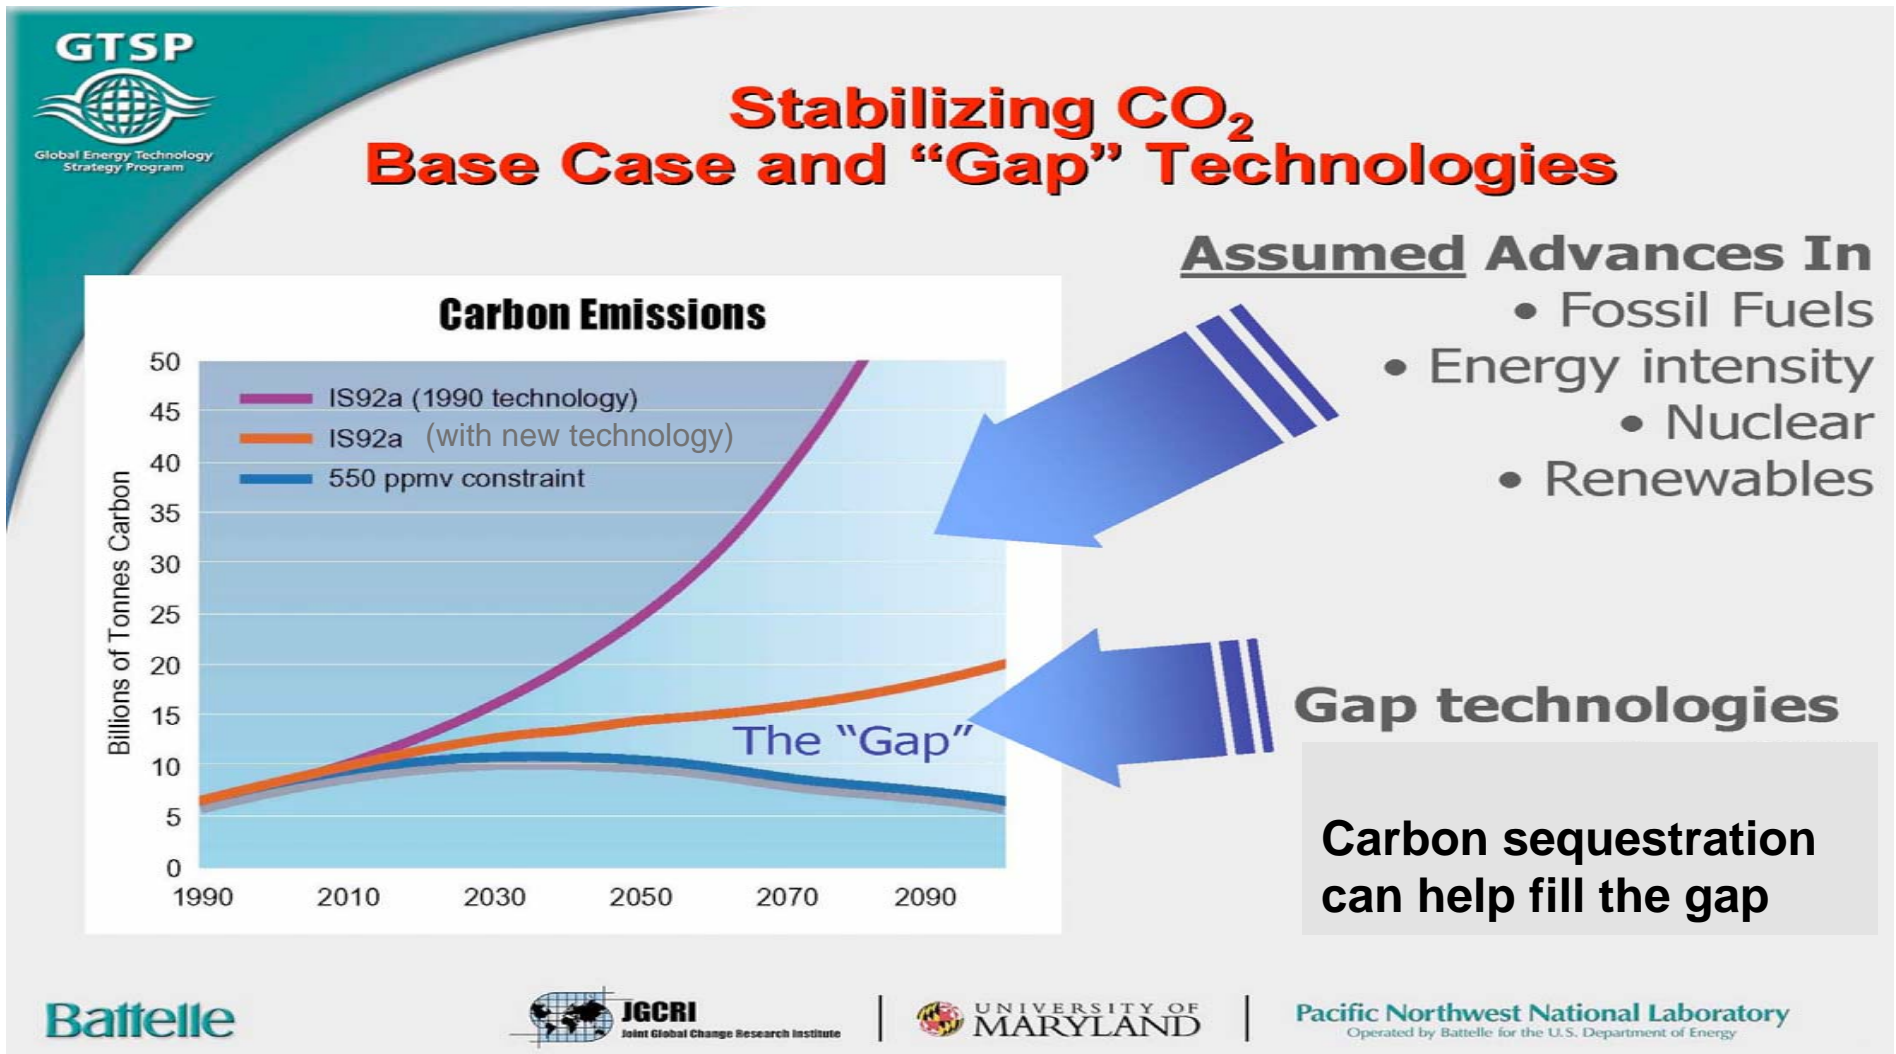 GTSP
Global Energy Technology
Strategy Program
Stabilizing CO₂
Base Case and “Gap” Technologies
Assumed Advances In
• Fossil Fuels
• Energy intensity
• Nuclear
• Renewables
Carbon Emissions
IS92a (1990 technology)
IS92a (with new technology)
550 ppmv constraint
Billions of Tonnes Carbon
50
45
40
35
30
25
20
15
10
5
0
1990 2010 2030 2050 2070 2090
The “Gap”
Gap technologies
Carbon sequestration
can help fill the gap
Battelle
JGCRI
Joint Global Change Research Institute
UNIVERSITY OF
MARYLAND
Pacific Northwest National Laboratory
Operated by Battelle for the U.S. Department of Energy